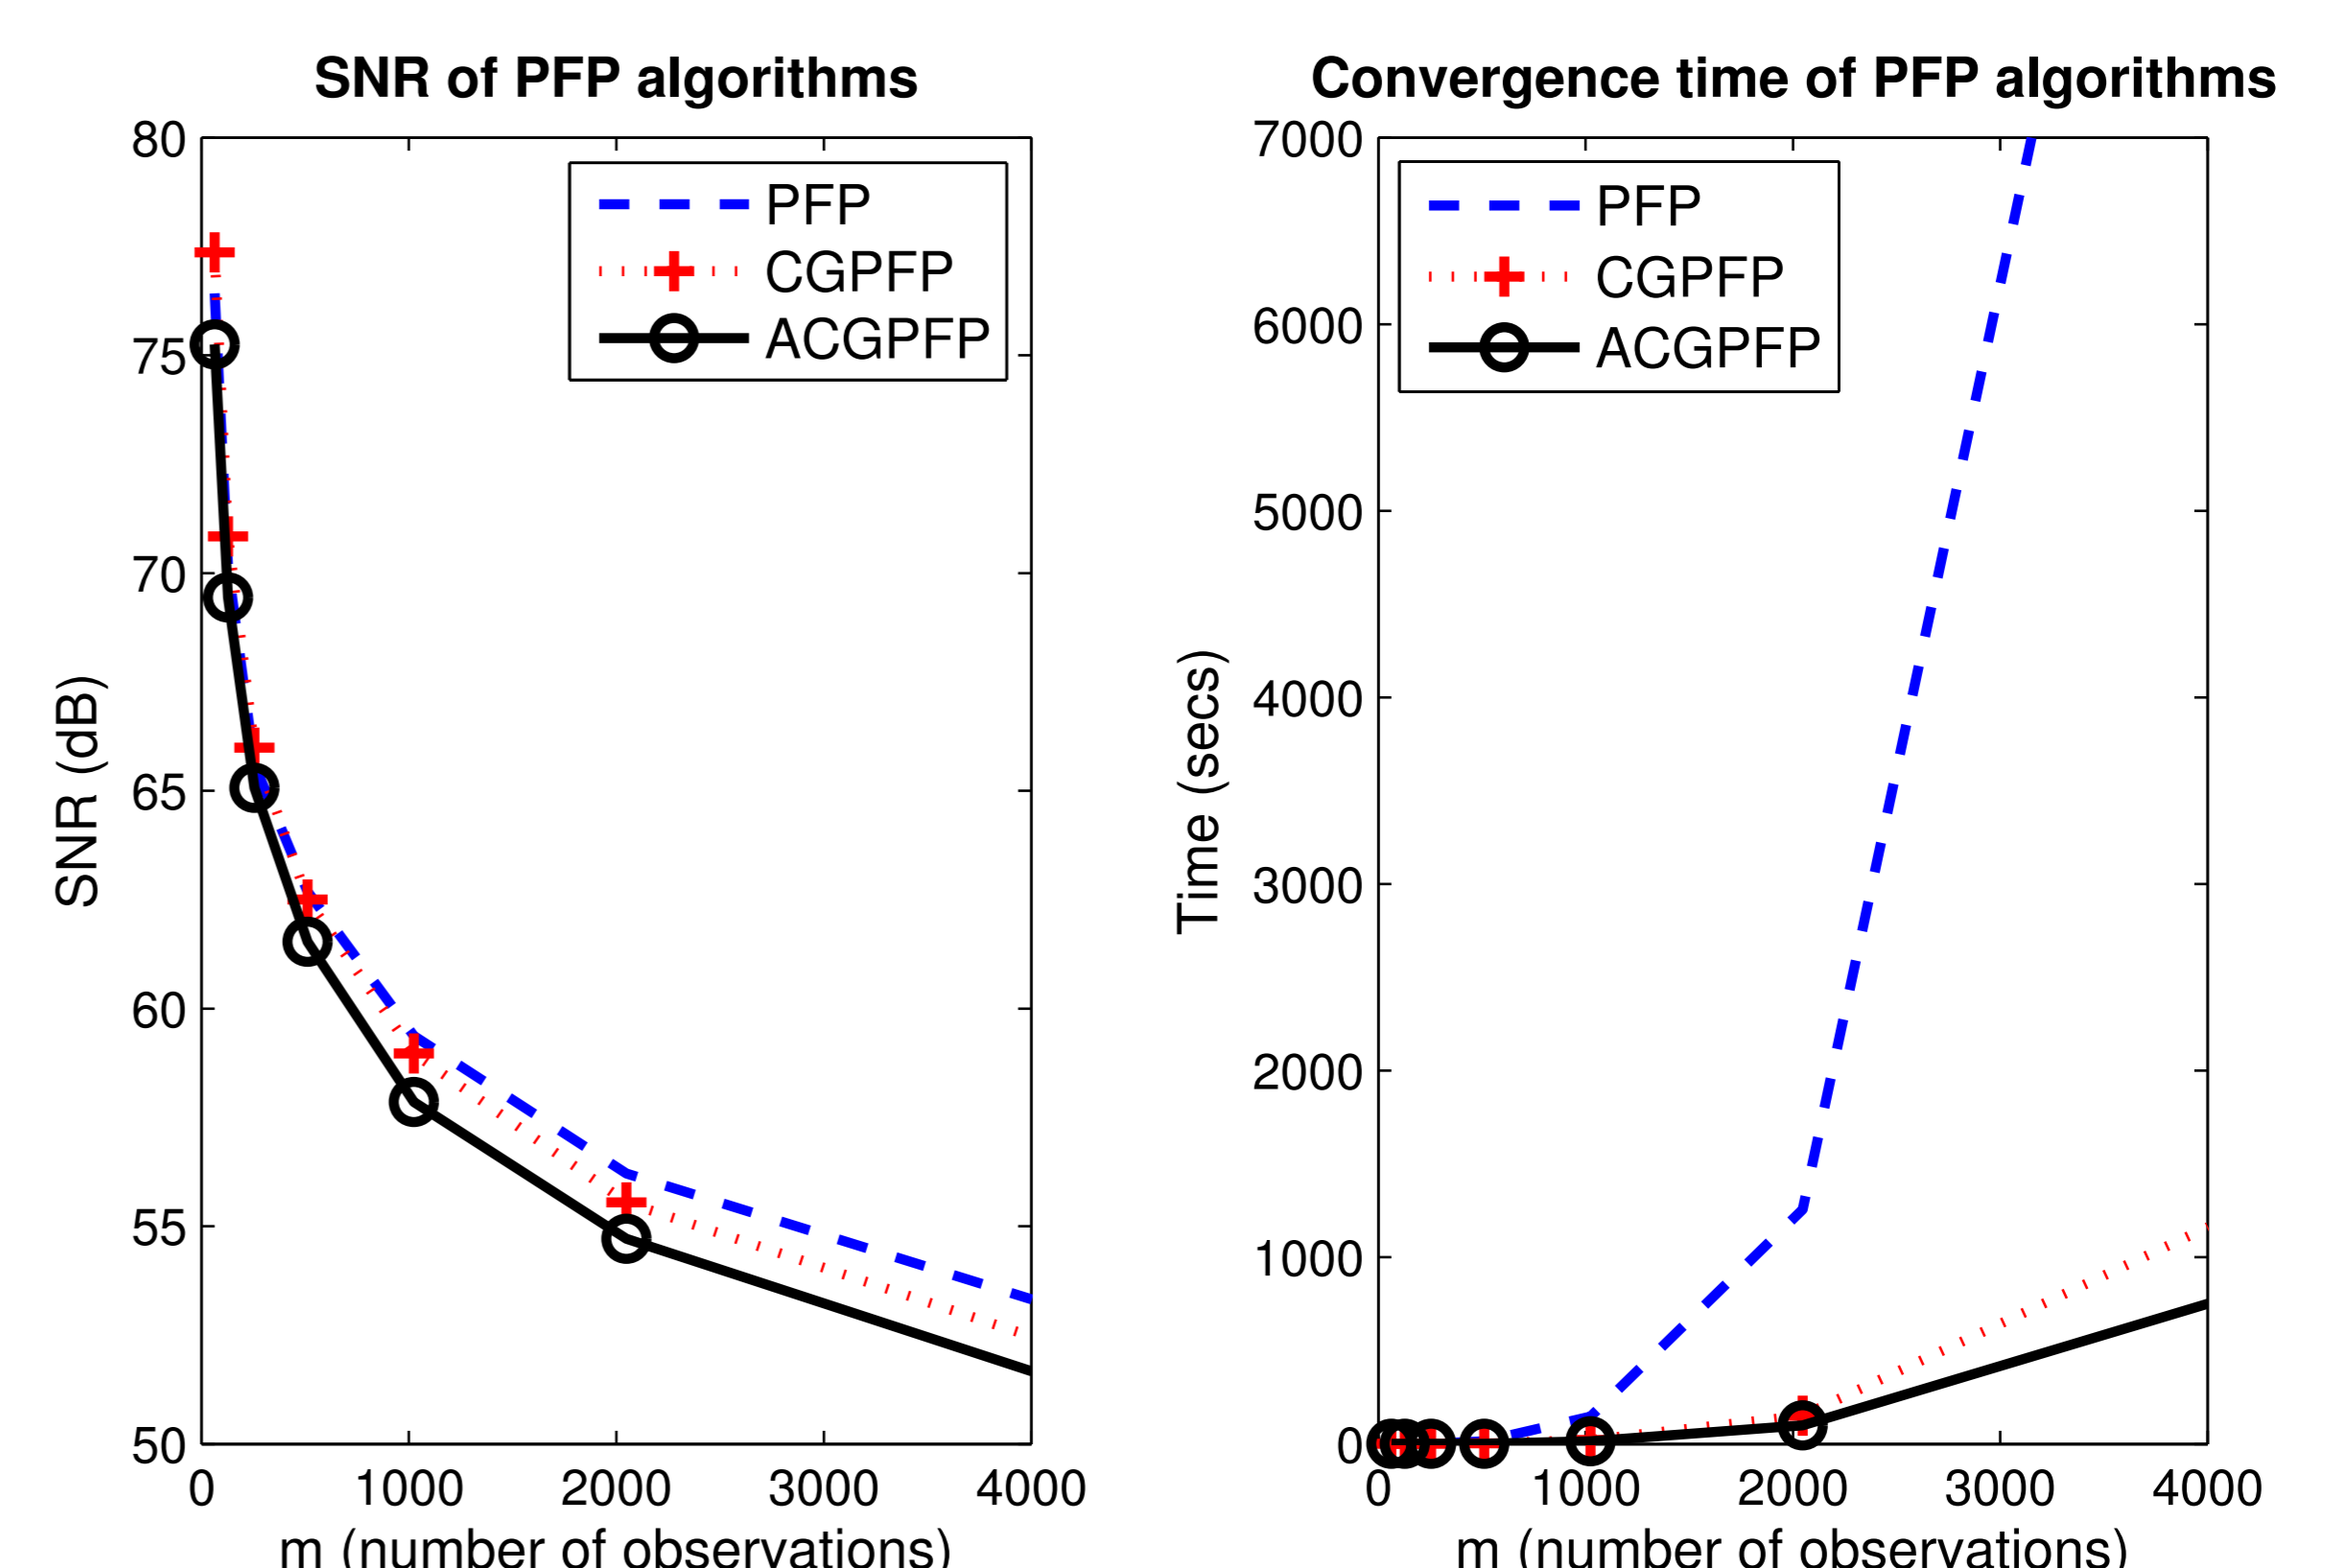 SNR of PFP algorithms
80
75
70
65
60
55
50
SNR (dB)
PFP
CGPFP
ACGPFP
0 1000 2000 3000 4000
m (number of observations)
Convergence time of PFP algorithms
7000
6000
5000
4000
3000
2000
1000
0
Time (secs)
PFP
CGPFP
ACGPFP
0 1000 2000 3000 4000
m (number of observations)